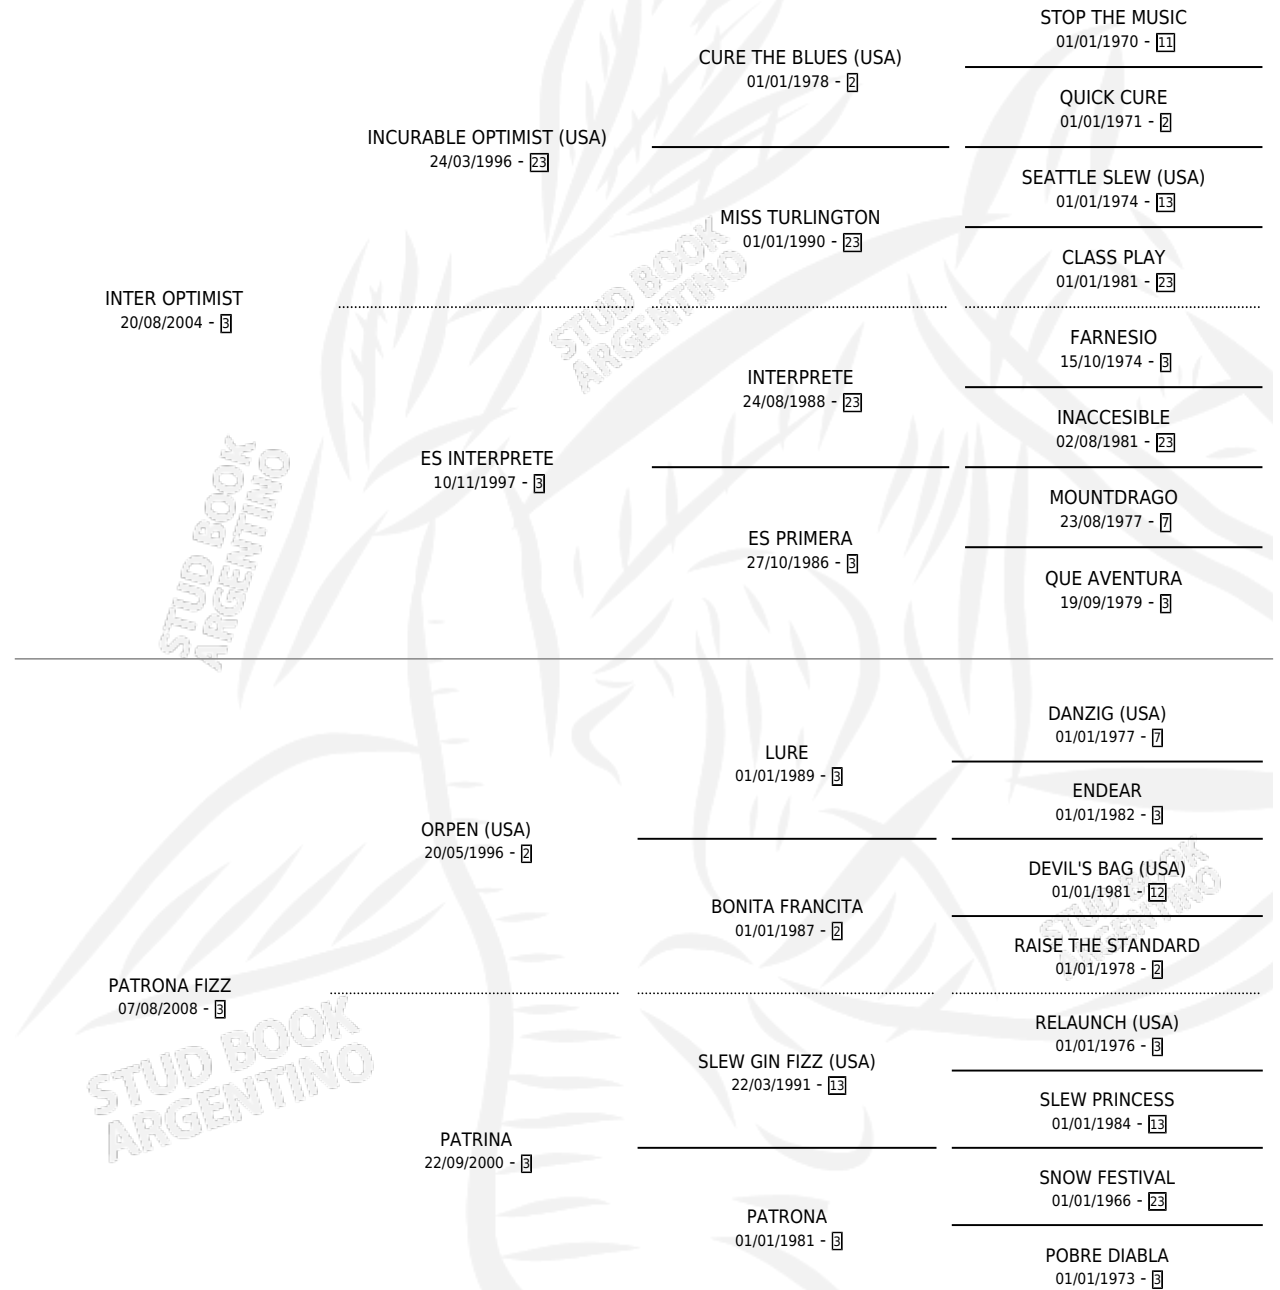 STOP THE MUSIC
01/01/1970 - 11
CURE THE BLUES (USA)
01/01/1978 - 2
QUICK CURE
01/01/1971 - 2
INCURABLE OPTIMIST (USA)
24/03/1996 - 23
SEATTLE SLEW (USA)
01/01/1974 - 13
MISS TURLINGTON
01/01/1990 - 23
CLASS PLAY
01/01/1981 - 23
INTER OPTIMIST
20/08/2004 - 3
FARNESIO
15/10/1974 - 3
INTERPRETE
24/08/1988 - 23
INACCESIBLE
02/08/1981 - 23
ES INTERPRETE
10/11/1997 - 3
MOUNTDRAGO
23/08/1977 - 7
ES PRIMERA
27/10/1986 - 3
QUE AVENTURA
19/09/1979 - 3
STUD BOOK
ARGENTINO
STUD BOOK
ARGENTINO
DANZIG (USA)
01/01/1977 - 7
LURE
01/01/1989 - 3
ENDEAR
01/01/1982 - 3
ORPEN (USA)
20/05/1996 - 2
DEVIL'S BAG (USA)
01/01/1981 - 12
BONITA FRANCITA
01/01/1987 - 2
RAISE THE STANDARD
01/01/1978 - 2
STUD BOOK
ARGENTINO
PATRONA FIZZ
07/08/2008 - 3
RELAUNCH (USA)
01/01/1976 - 3
SLEW GIN FIZZ (USA)
22/03/1991 - 13
SLEW PRINCESS
01/01/1984 - 13
PATRINA
22/09/2000 - 3
SNOW FESTIVAL
01/01/1966 - 23
PATRONA
01/01/1981 - 3
POBRE DIABLA
01/01/1973 - 3
STUD BOOK
ARGENTINO